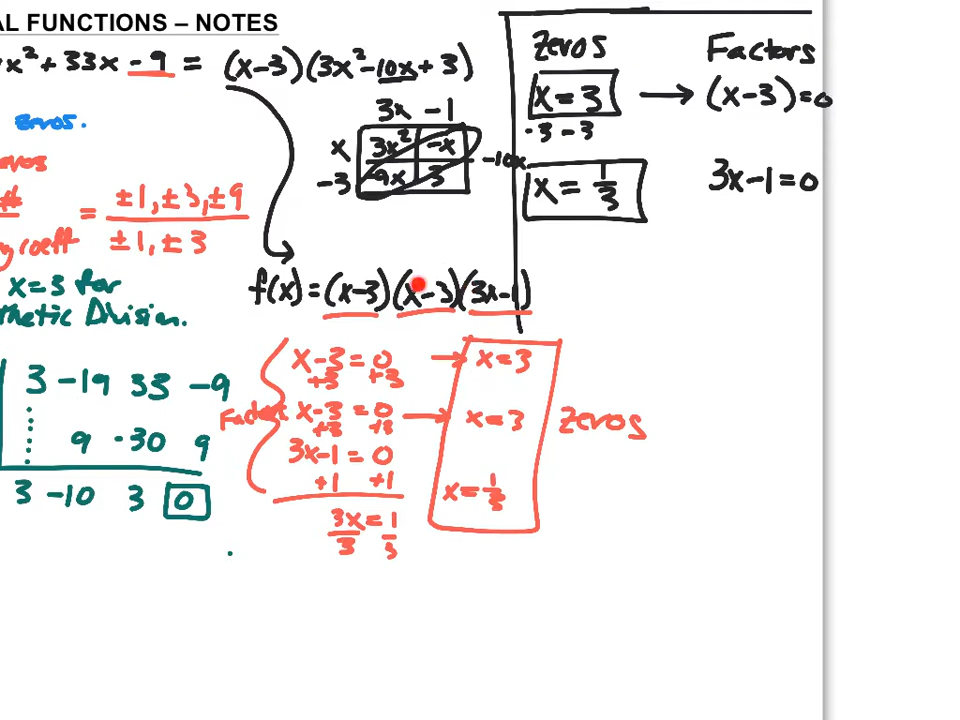 AL FUNCTIONS – NOTES
x² + 33x - 9 = (x-3)(3x²-10x+3)
zeros.
3x -1
x 3x² -x
-3 -9x 3 -10x
= ±1, ±3, ±9
±1, ±3
coeff
x=3 for
thetic Division.
f(x) = (x-3)(x-3)(3x-1)
3 -19 33 -9
9 -30 9
3 -10 3 0
Factors
x-3=0 → x=3
+3 +3
x-3=0 → x=3
+3 +3
3x-1=0
+1 +1
3x=1
3 3
x=1/3
Zeros
Zeros Factors
x=3 → (x-3)=0
-3 -3
x=1/3 3x-1=0